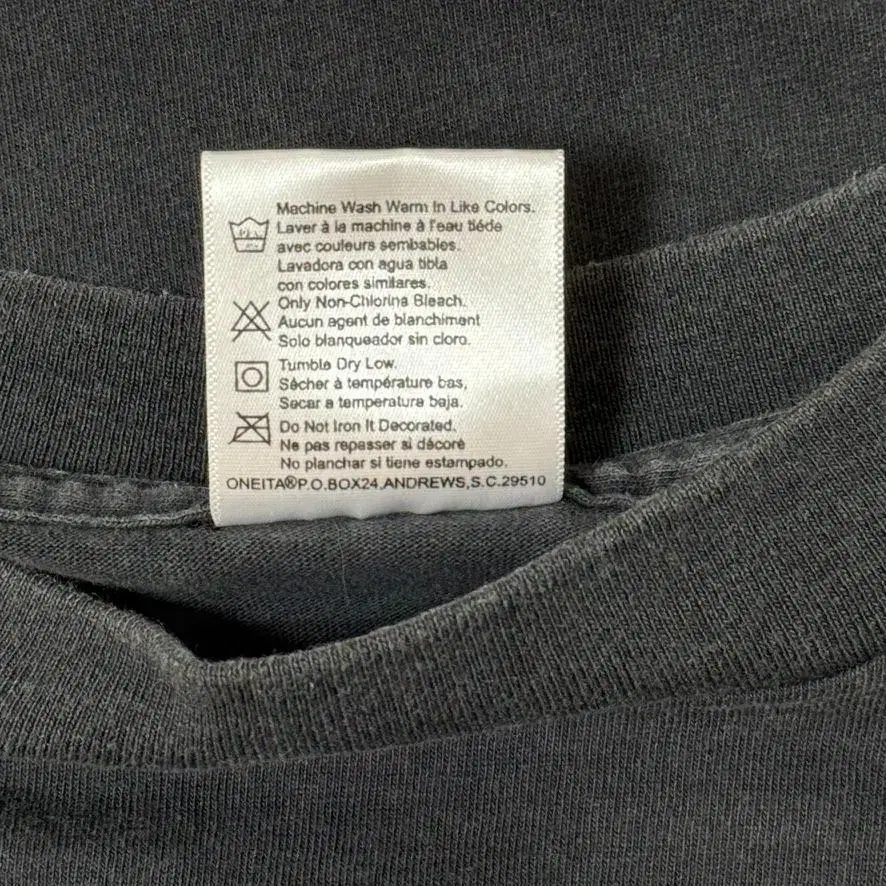 Machine Wash Warm In Like Colors.
Laver à la machine à l'eau tiéde
avec couleurs sembables.
Lavadora con agua tibla
con colores similares.
Only Non-Chlorina Bleach.
Aucun agent de blanchiment
Solo blanqueador sin cloro.
Tumble Dry Low.
Sécher à température bas,
Secar a temperatura baja.
Do Not Iron It Decorated.
Ne pas repasser si décoré
No planchar si tiene estampado.
ONEITA®P.O.BOX24,ANDREWS,S.C.29510